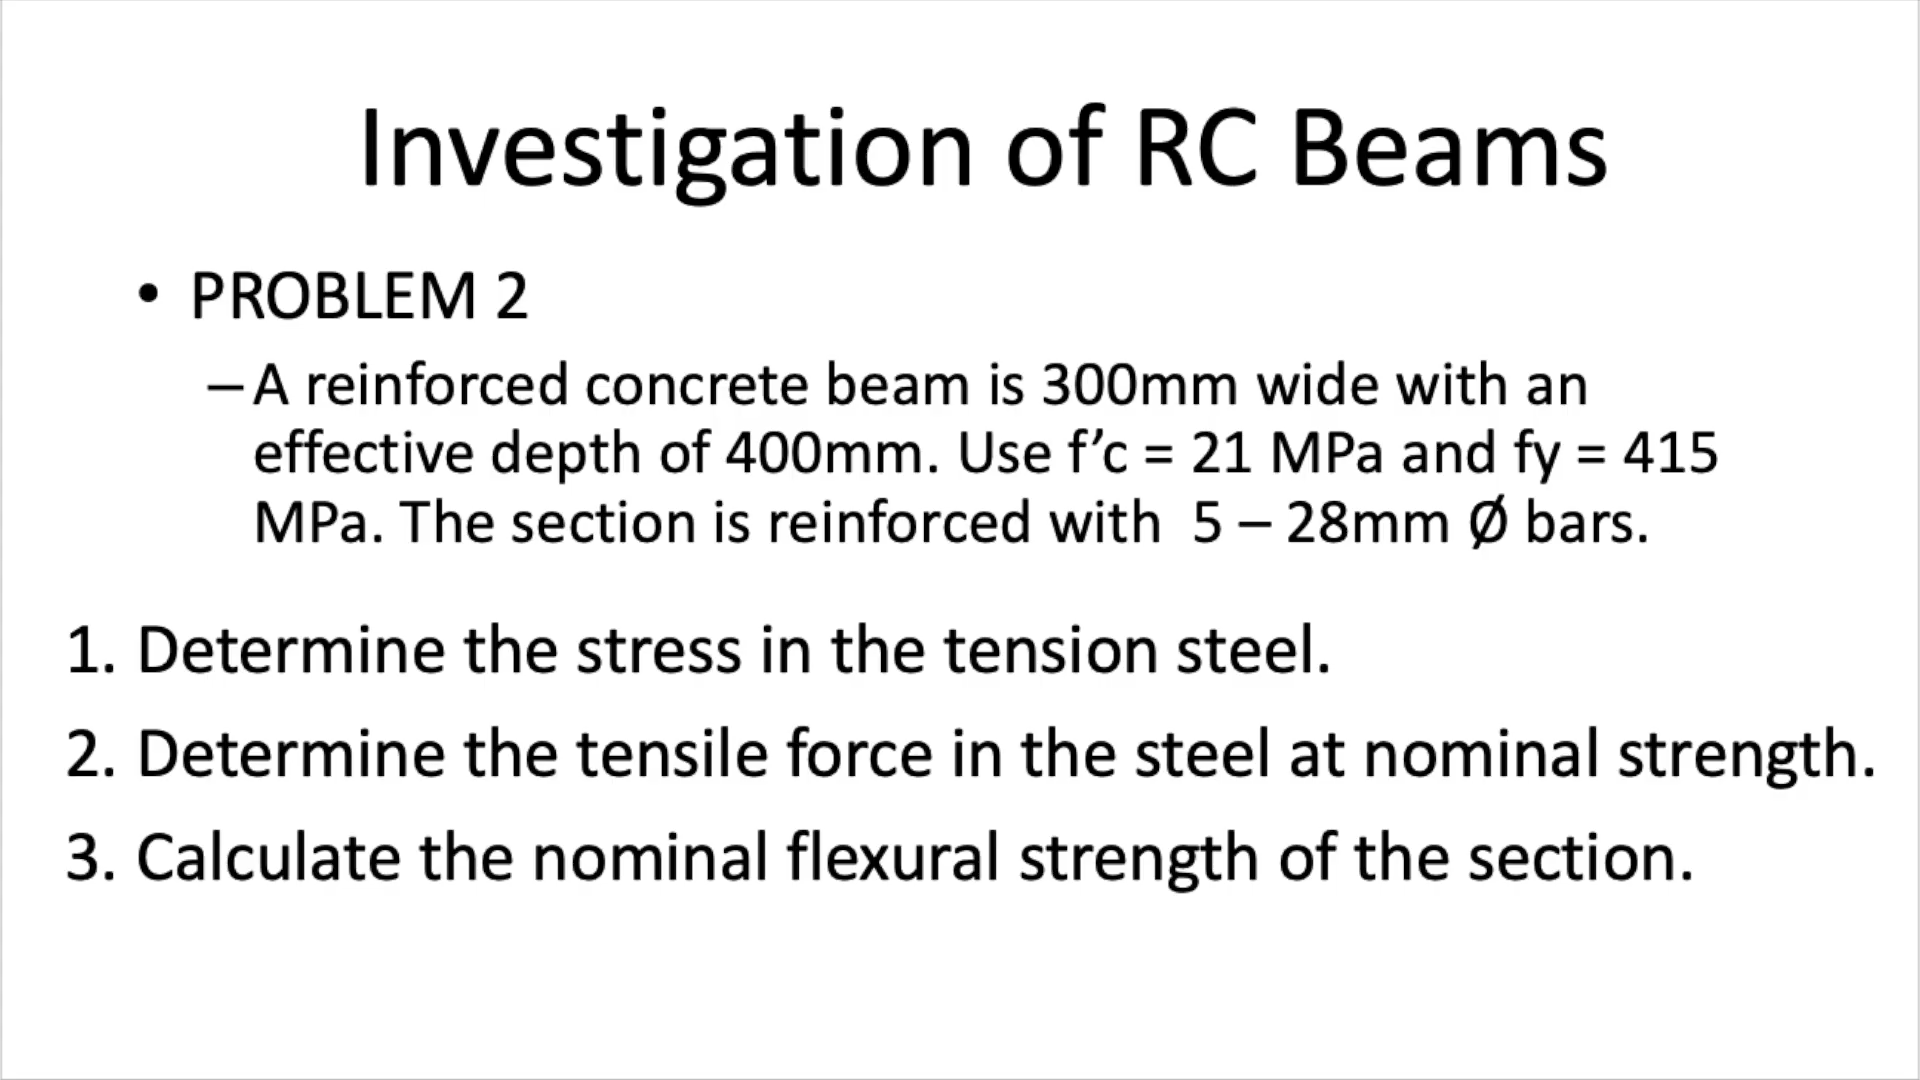 Investigation of RC Beams
• PROBLEM 2
– A reinforced concrete beam is 300mm wide with an
effective depth of 400mm. Use f’c = 21 MPa and fy = 415
MPa. The section is reinforced with  5 – 28mm Ø bars.
1. Determine the stress in the tension steel.
2. Determine the tensile force in the steel at nominal strength.
3. Calculate the nominal flexural strength of the section.